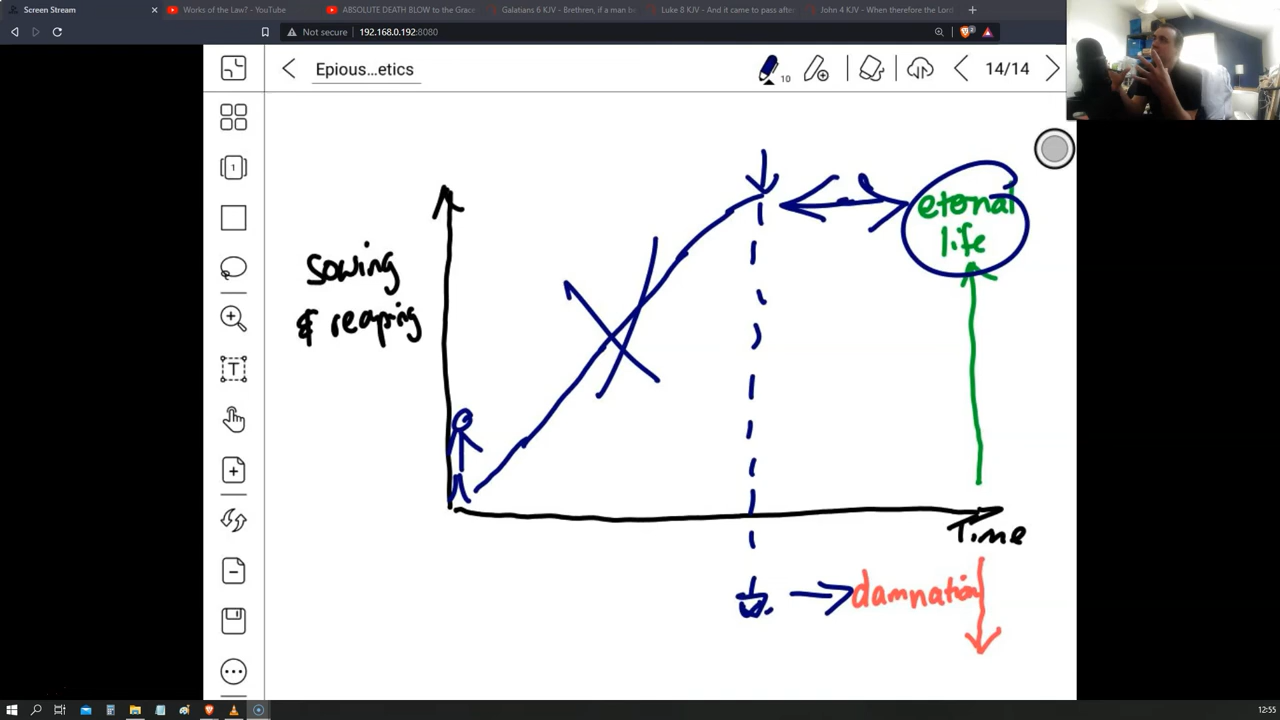 Screen Stream
Works of the Law? - YouTube
ABSOLUTE DEATH BLOW to the Grace
Galatians 6 KJV - Brethren, if a man be
Luke 8 KJV - And it came to pass after
John 4 KJV - When therefore the Lord
Not secure
192.168.0.192:8080
Epious...etics
10
14/14
1
T
eternal
life
sowing
& reaping
Time
damnation
12:55